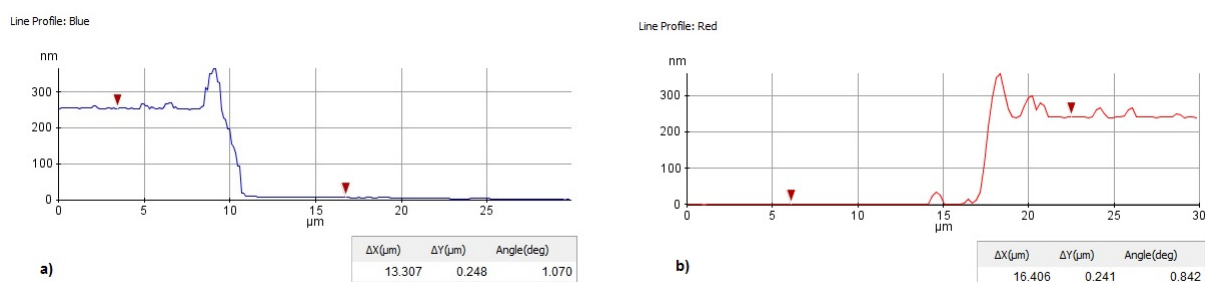 Line Profile: Blue
nm
300
200
100
0
0 5 10 15 20 25
µm
ΔX(µm) ΔY(µm) Angle(deg)
13.307 0.248 1.070
a)
Line Profile: Red
nm
300
200
100
0
0 5 10 15 20 25 30
µm
ΔX(µm) ΔY(µm) Angle(deg)
16.406 0.241 0.842
b)